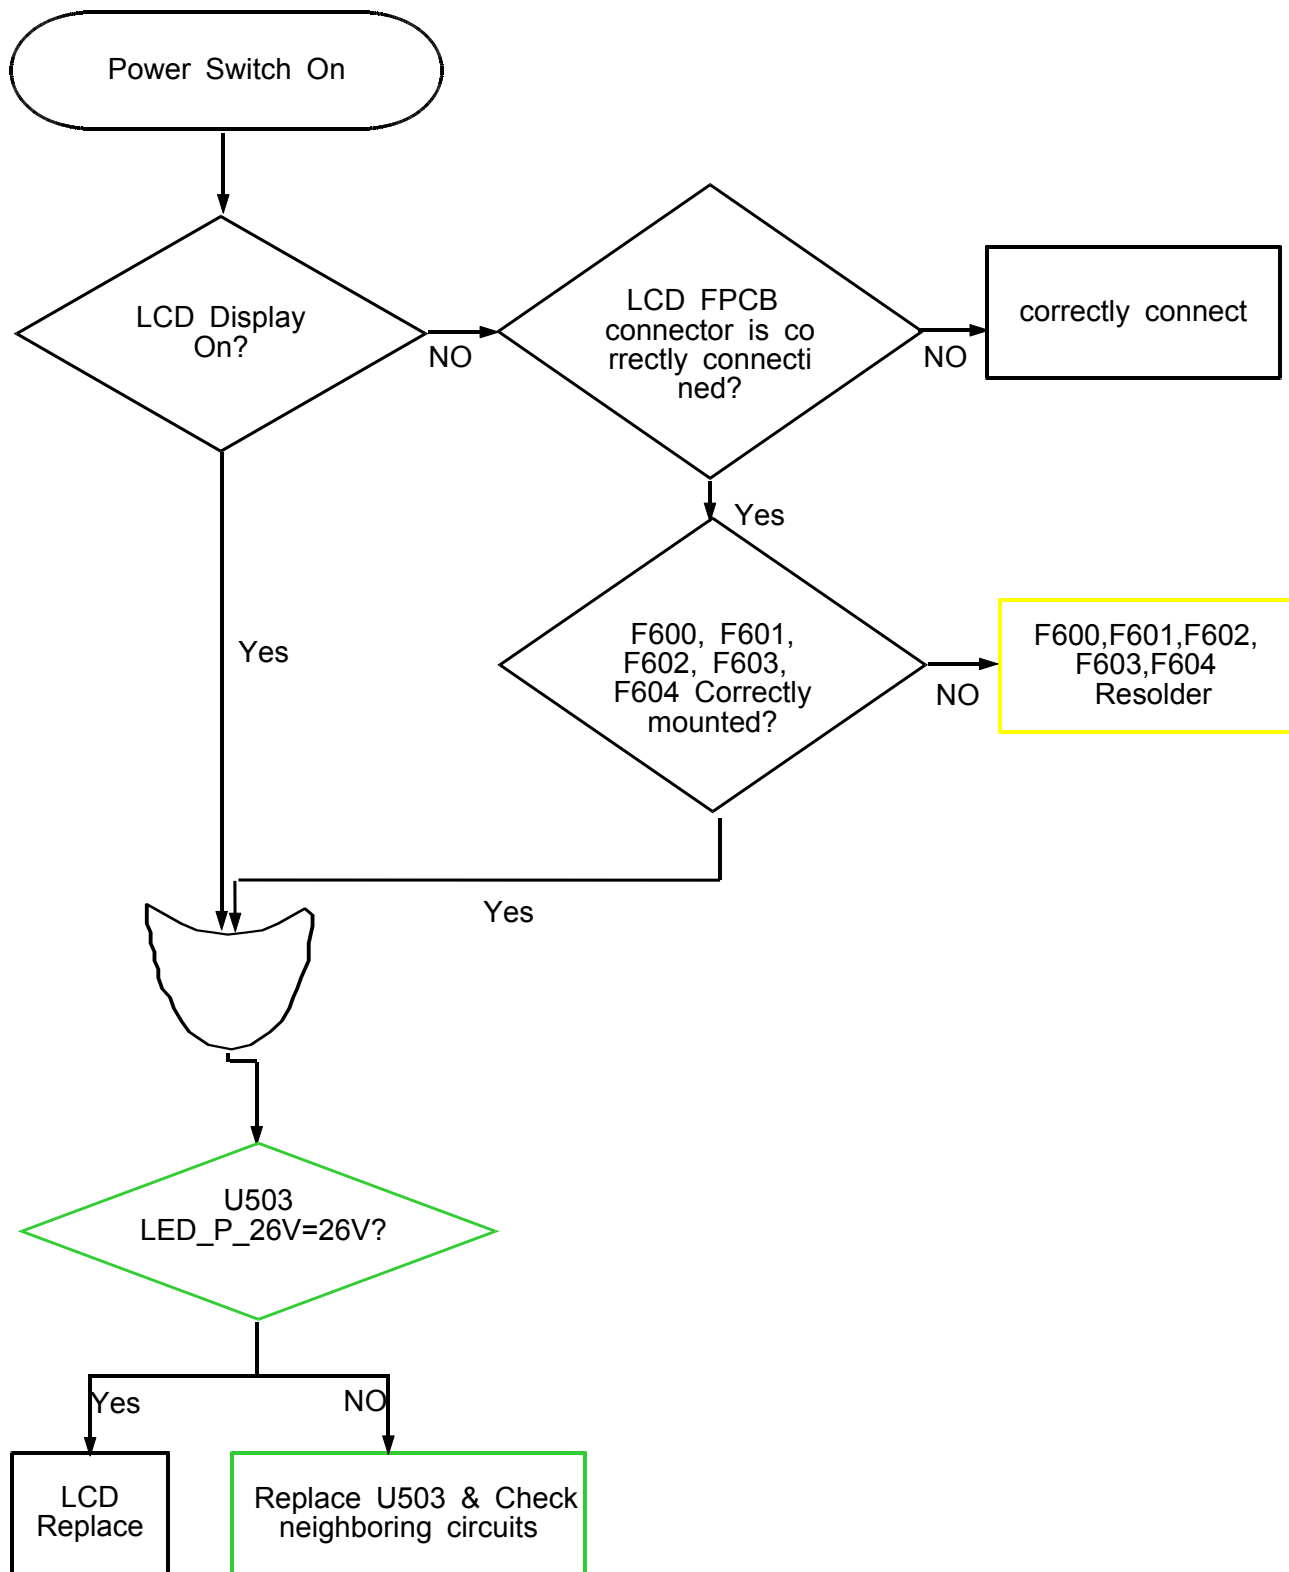 Power Switch On
LCD Display
On?
NO
LCD FPCB
connector is co
rrectly connecti
ned?
NO
correctly connect
Yes
Yes
F600, F601,
F602, F603,
F604 Correctly
mounted?
NO
F600,F601,F602,
F603,F604
Resolder
Yes
U503
LED_P_26V=26V?
Yes
NO
LCD
Replace
Replace U503 & Check
neighboring circuits